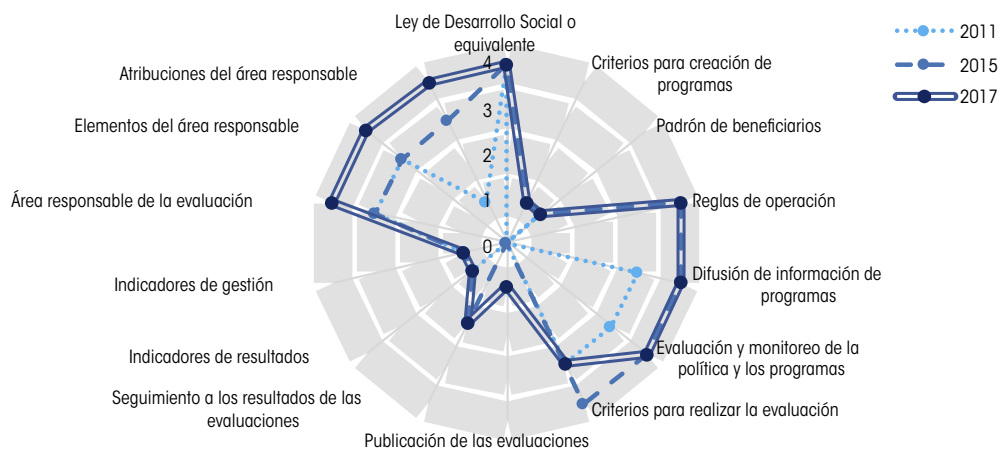 Ley de Desarrollo Social o
equivalente
Criterios para creación de
programas
Padrón de beneficiarios
Reglas de operación
Difusión de información de
programas
Evaluación y monitoreo de la
política y los programas
Criterios para realizar la evaluación
Publicación de las evaluaciones
Seguimiento a los resultados de las
evaluaciones
Indicadores de resultados
Indicadores de gestión
Área responsable de la evaluación
Elementos del área responsable
Atribuciones del área responsable
4
3
2
1
0
2011
2015
2017